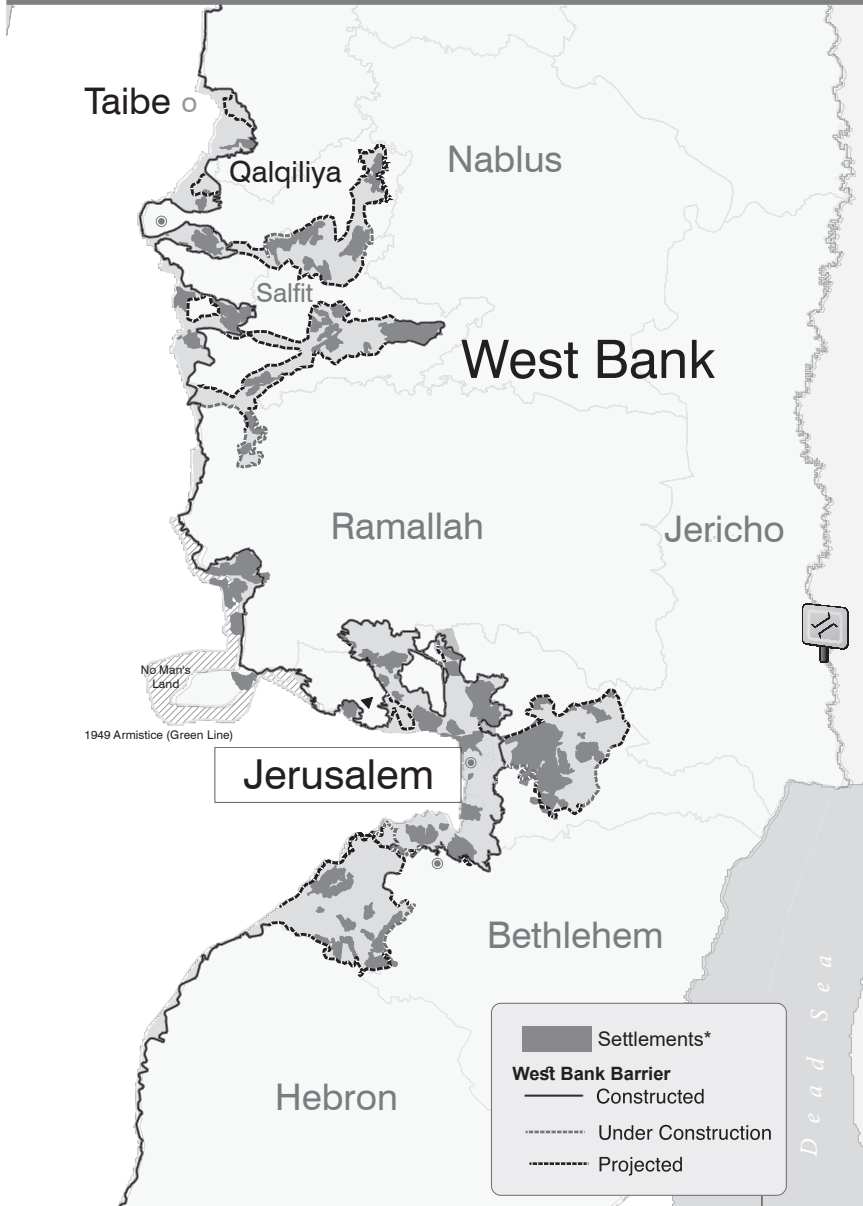 Taibe
Nablus
Qalqiliya
Salfit
West Bank
Ramallah
Jericho
No Man's
Land
1949 Armistice (Green Line)
Jerusalem
Bethlehem
Dead Sea
Hebron
Settlements*
West Bank Barrier
Constructed
Under Construction
Projected